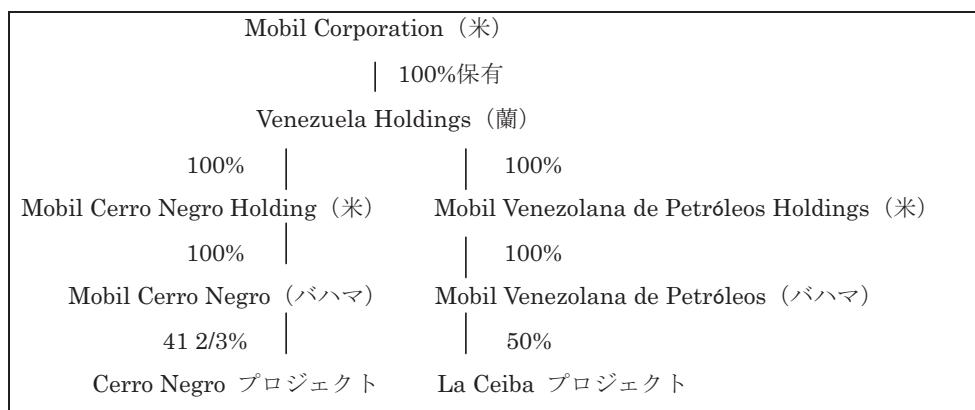 Mobil Corporation（米）
100%保有
Venezuela Holdings（蘭）
100% 100%
Mobil Cerro Negro Holding（米） Mobil Venezolana de Petróleos Holdings（米）
100% 100%
Mobil Cerro Negro（バハマ） Mobil Venezolana de Petróleos（バハマ）
41 2/3% 50%
Cerro Negro プロジェクト La Ceiba プロジェクト